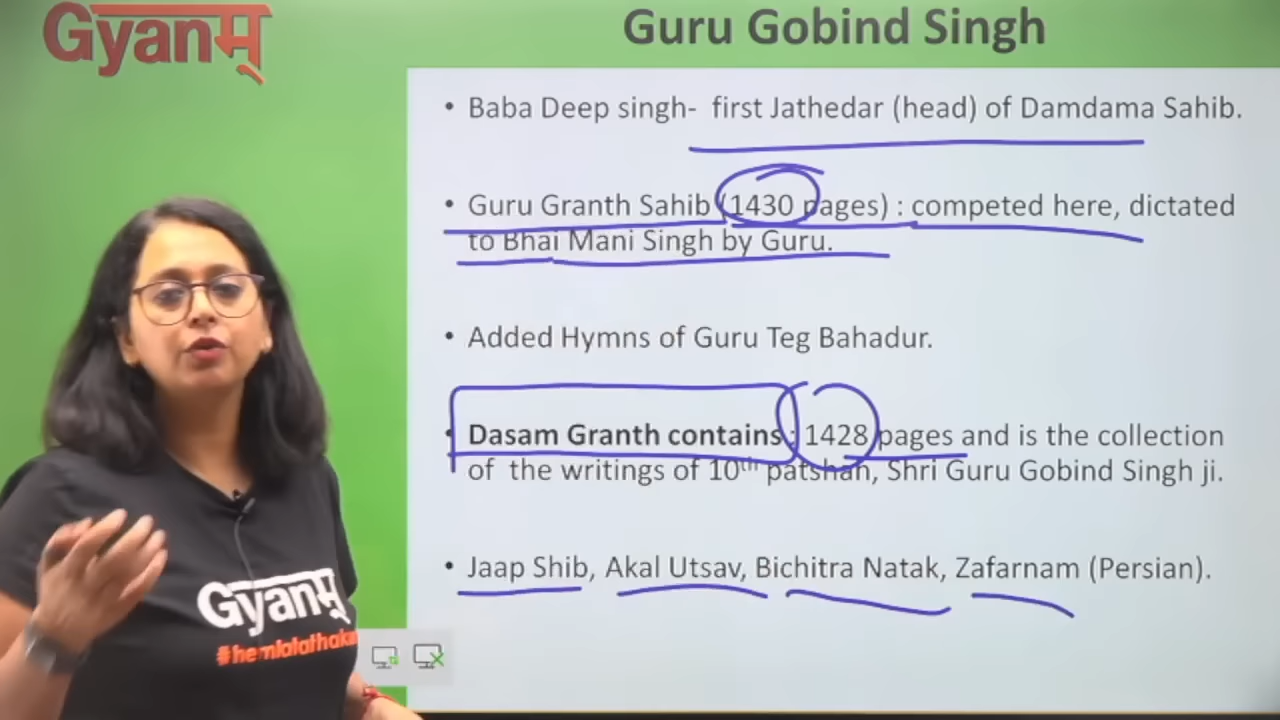 Gyanम्
Guru Gobind Singh
• Baba Deep singh- first Jathedar (head) of Damdama Sahib.
• Guru Granth Sahib (1430 pages) : competed here, dictated
to Bhai Mani Singh by Guru.
• Added Hymns of Guru Teg Bahadur.
• Dasam Granth contains : 1428 pages and is the collection
of the writings of 10th patshah, Shri Guru Gobind Singh ji.
• Jaap Shib, Akal Utsav, Bichitra Natak, Zafarnam (Persian).
Gyanम्